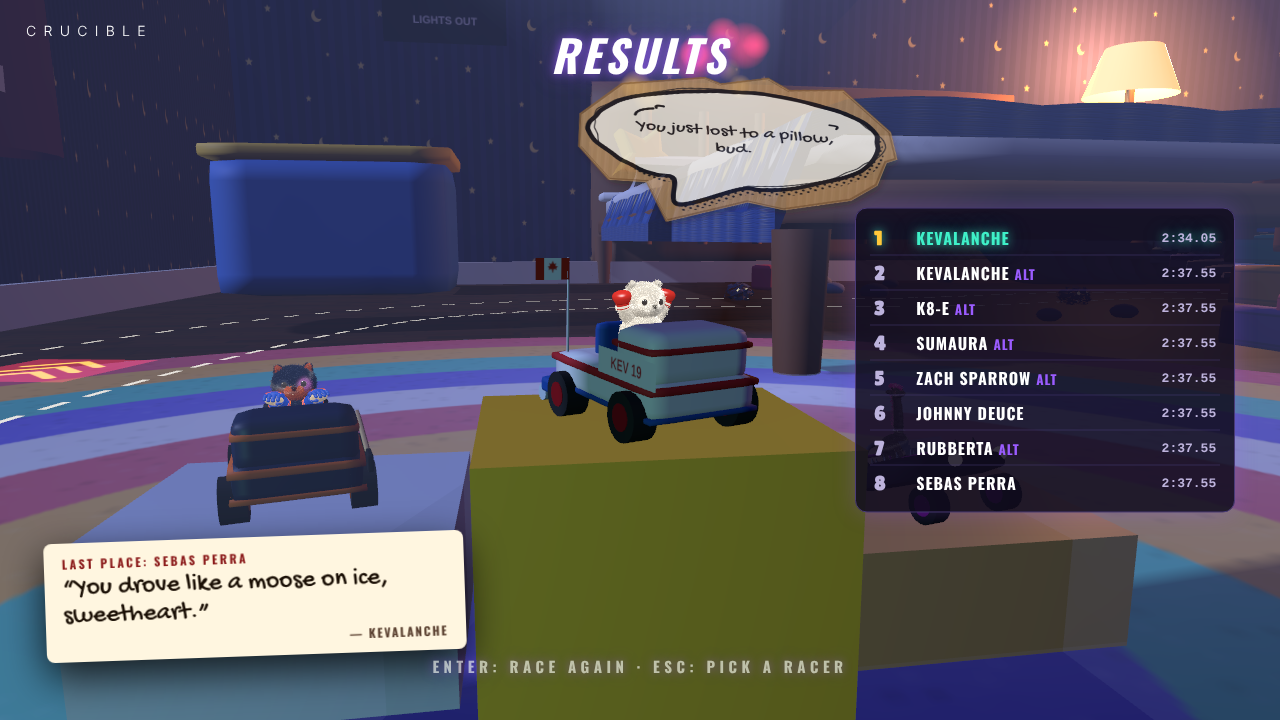 CRUCIBLE
LIGHTS OUT
RESULTS
You just lost to a pillow,
bud.
1 KEVALANCHE 2:34.05
2 KEVALANCHE ALT 2:37.55
3 K8-E ALT 2:37.55
4 SUMAURA ALT 2:37.55
5 ZACH SPARROW ALT 2:37.55
6 JOHNNY DEUCE 2:37.55
7 RUBBERTA ALT 2:37.55
8 SEBAS PERRA 2:37.55
KEV 19
LAST PLACE: SEBAS PERRA
"You drove like a moose on ice,
sweetheart."
— KEVALANCHE
ENTER: RACE AGAIN · ESC: PICK A RACER